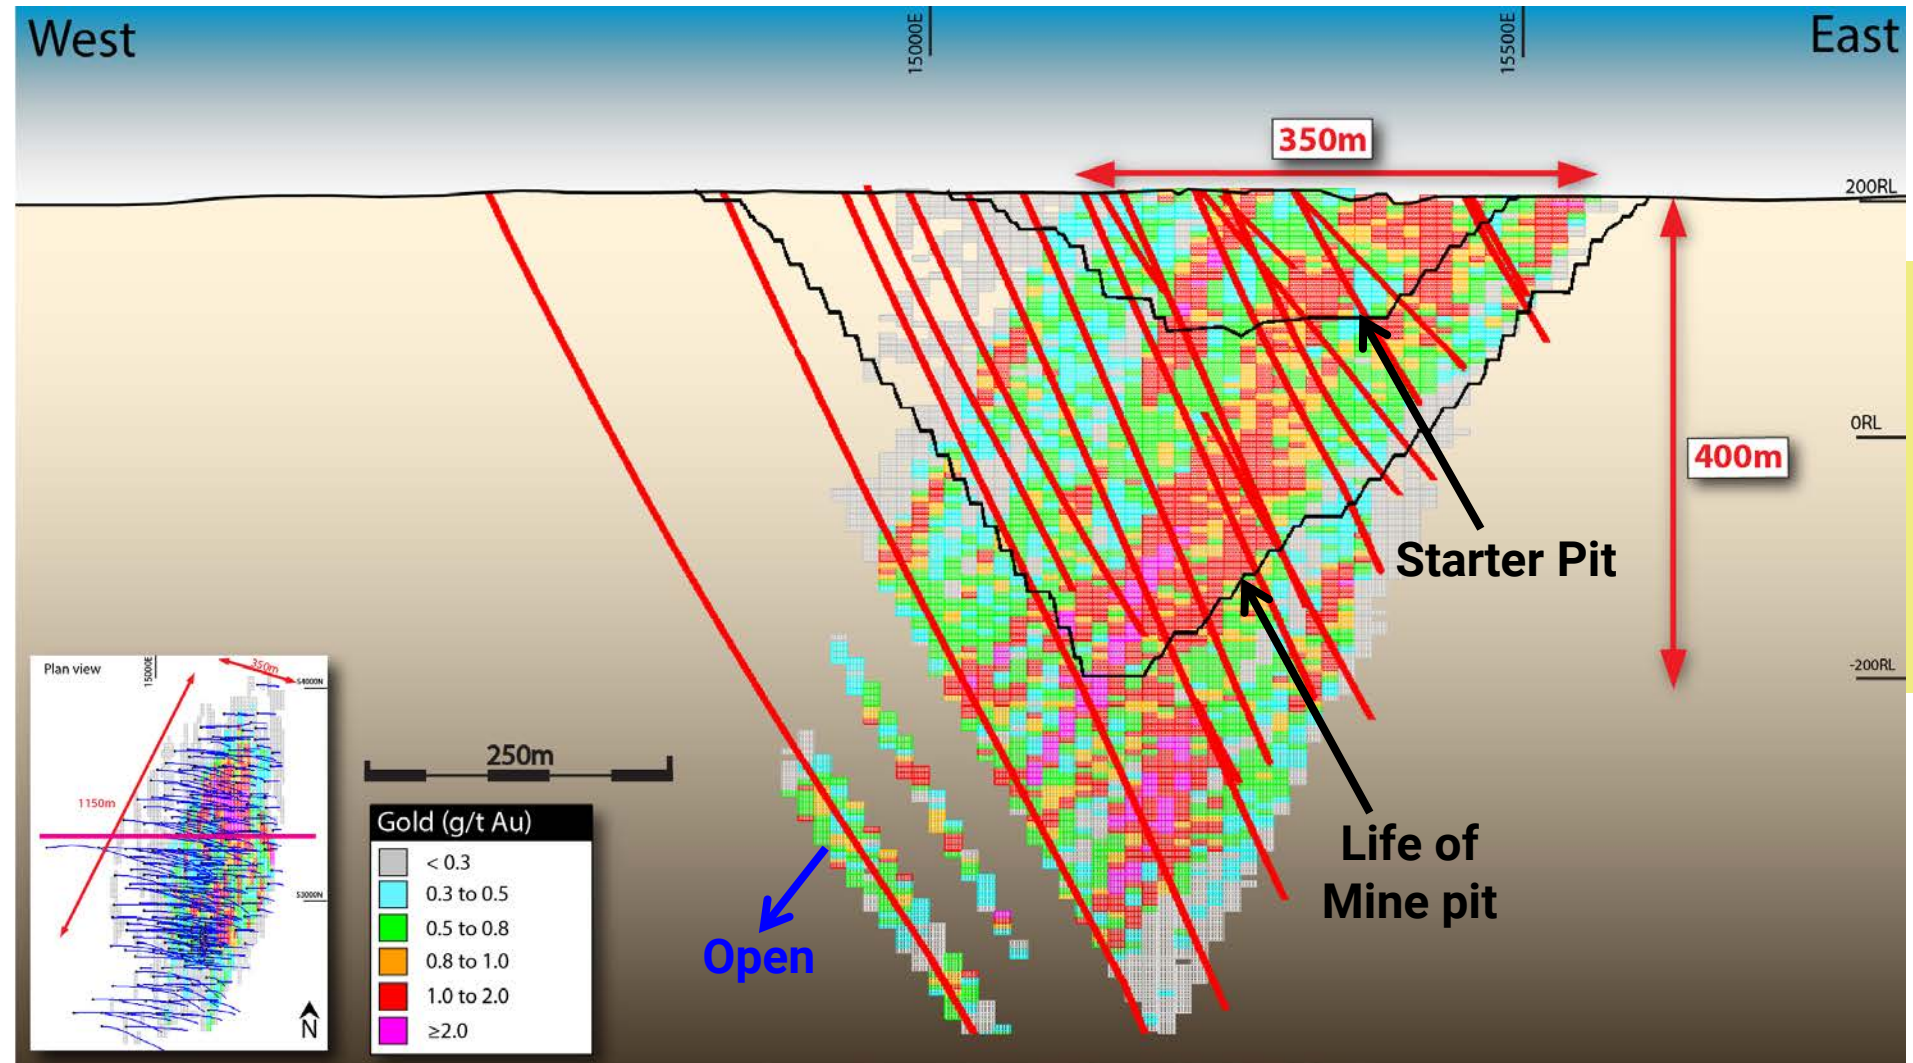 West
15000E
15500E
East
350m
200RL
0RL
400m
Starter Pit
-200RL
Plan view
15000E
350m
54000N
1150m
53000N
N
250m
Gold (g/t Au)
< 0.3
0.3 to 0.5
0.5 to 0.8
0.8 to 1.0
1.0 to 2.0
≥2.0
Open
Life of
Mine pit